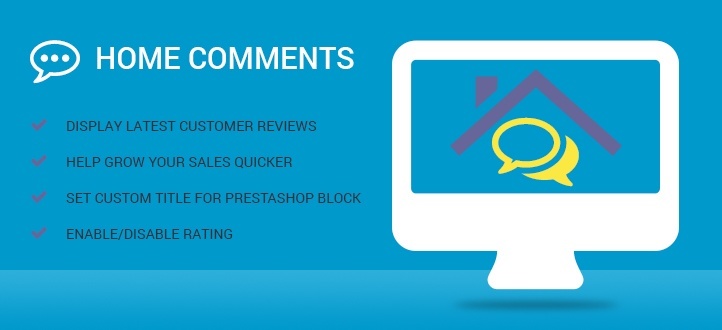 HOME COMMENTS
DISPLAY LATEST CUSTOMER REVIEWS
HELP GROW YOUR SALES QUICKER
SET CUSTOM TITLE FOR PRESTASHOP BLOCK
ENABLE/DISABLE RATING